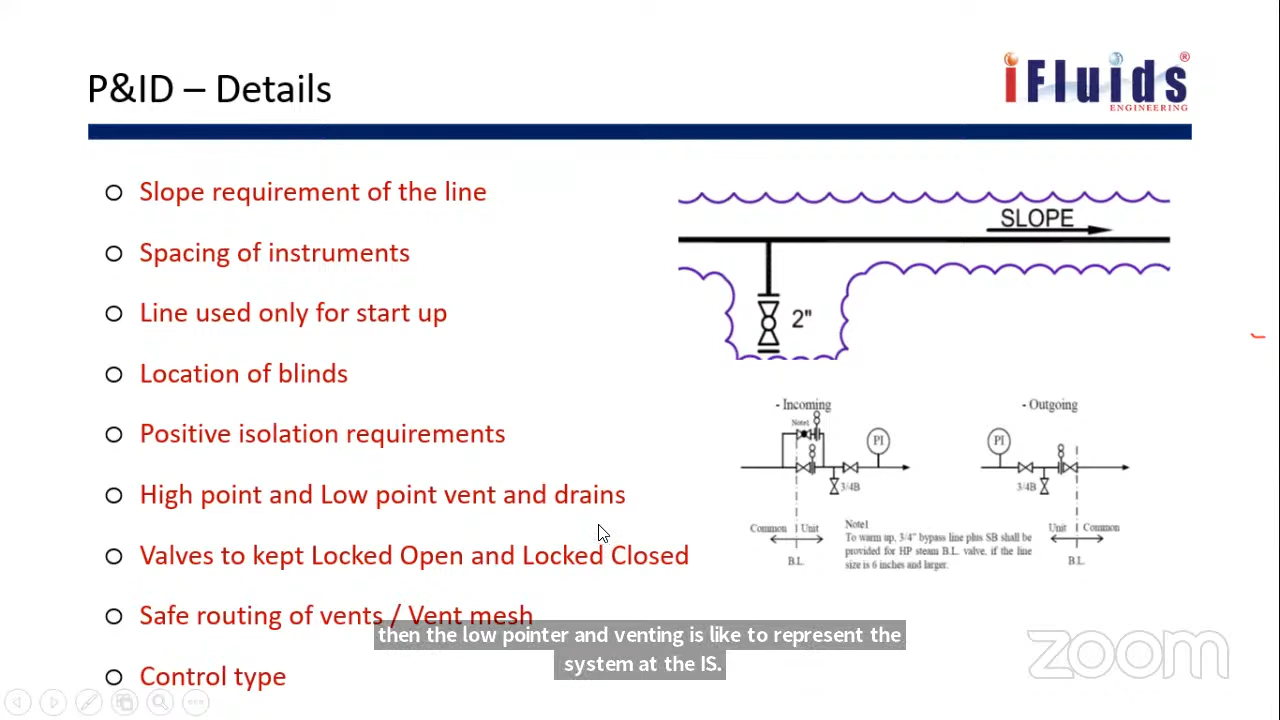 P&ID – Details
iFluids®
ENGINEERING
Slope requirement of the line
Spacing of instruments
Line used only for start up
Location of blinds
Positive isolation requirements
High point and Low point vent and drains
Valves to kept Locked Open and Locked Closed
Safe routing of vents / Vent mesh
Control type
SLOPE
2"
- Incoming
Note1
PI
3/4B
Common
Unit
B.L.
Note1
To warm up, 3/4" bypass line plus SB shall be
provided for HP steam B.L. valve, if the line
size is 6 inches and larger.
- Outgoing
PI
3/4B
Unit
Common
B.L.
then the low pointer and venting is like to represent the
system at the IS.
zoom